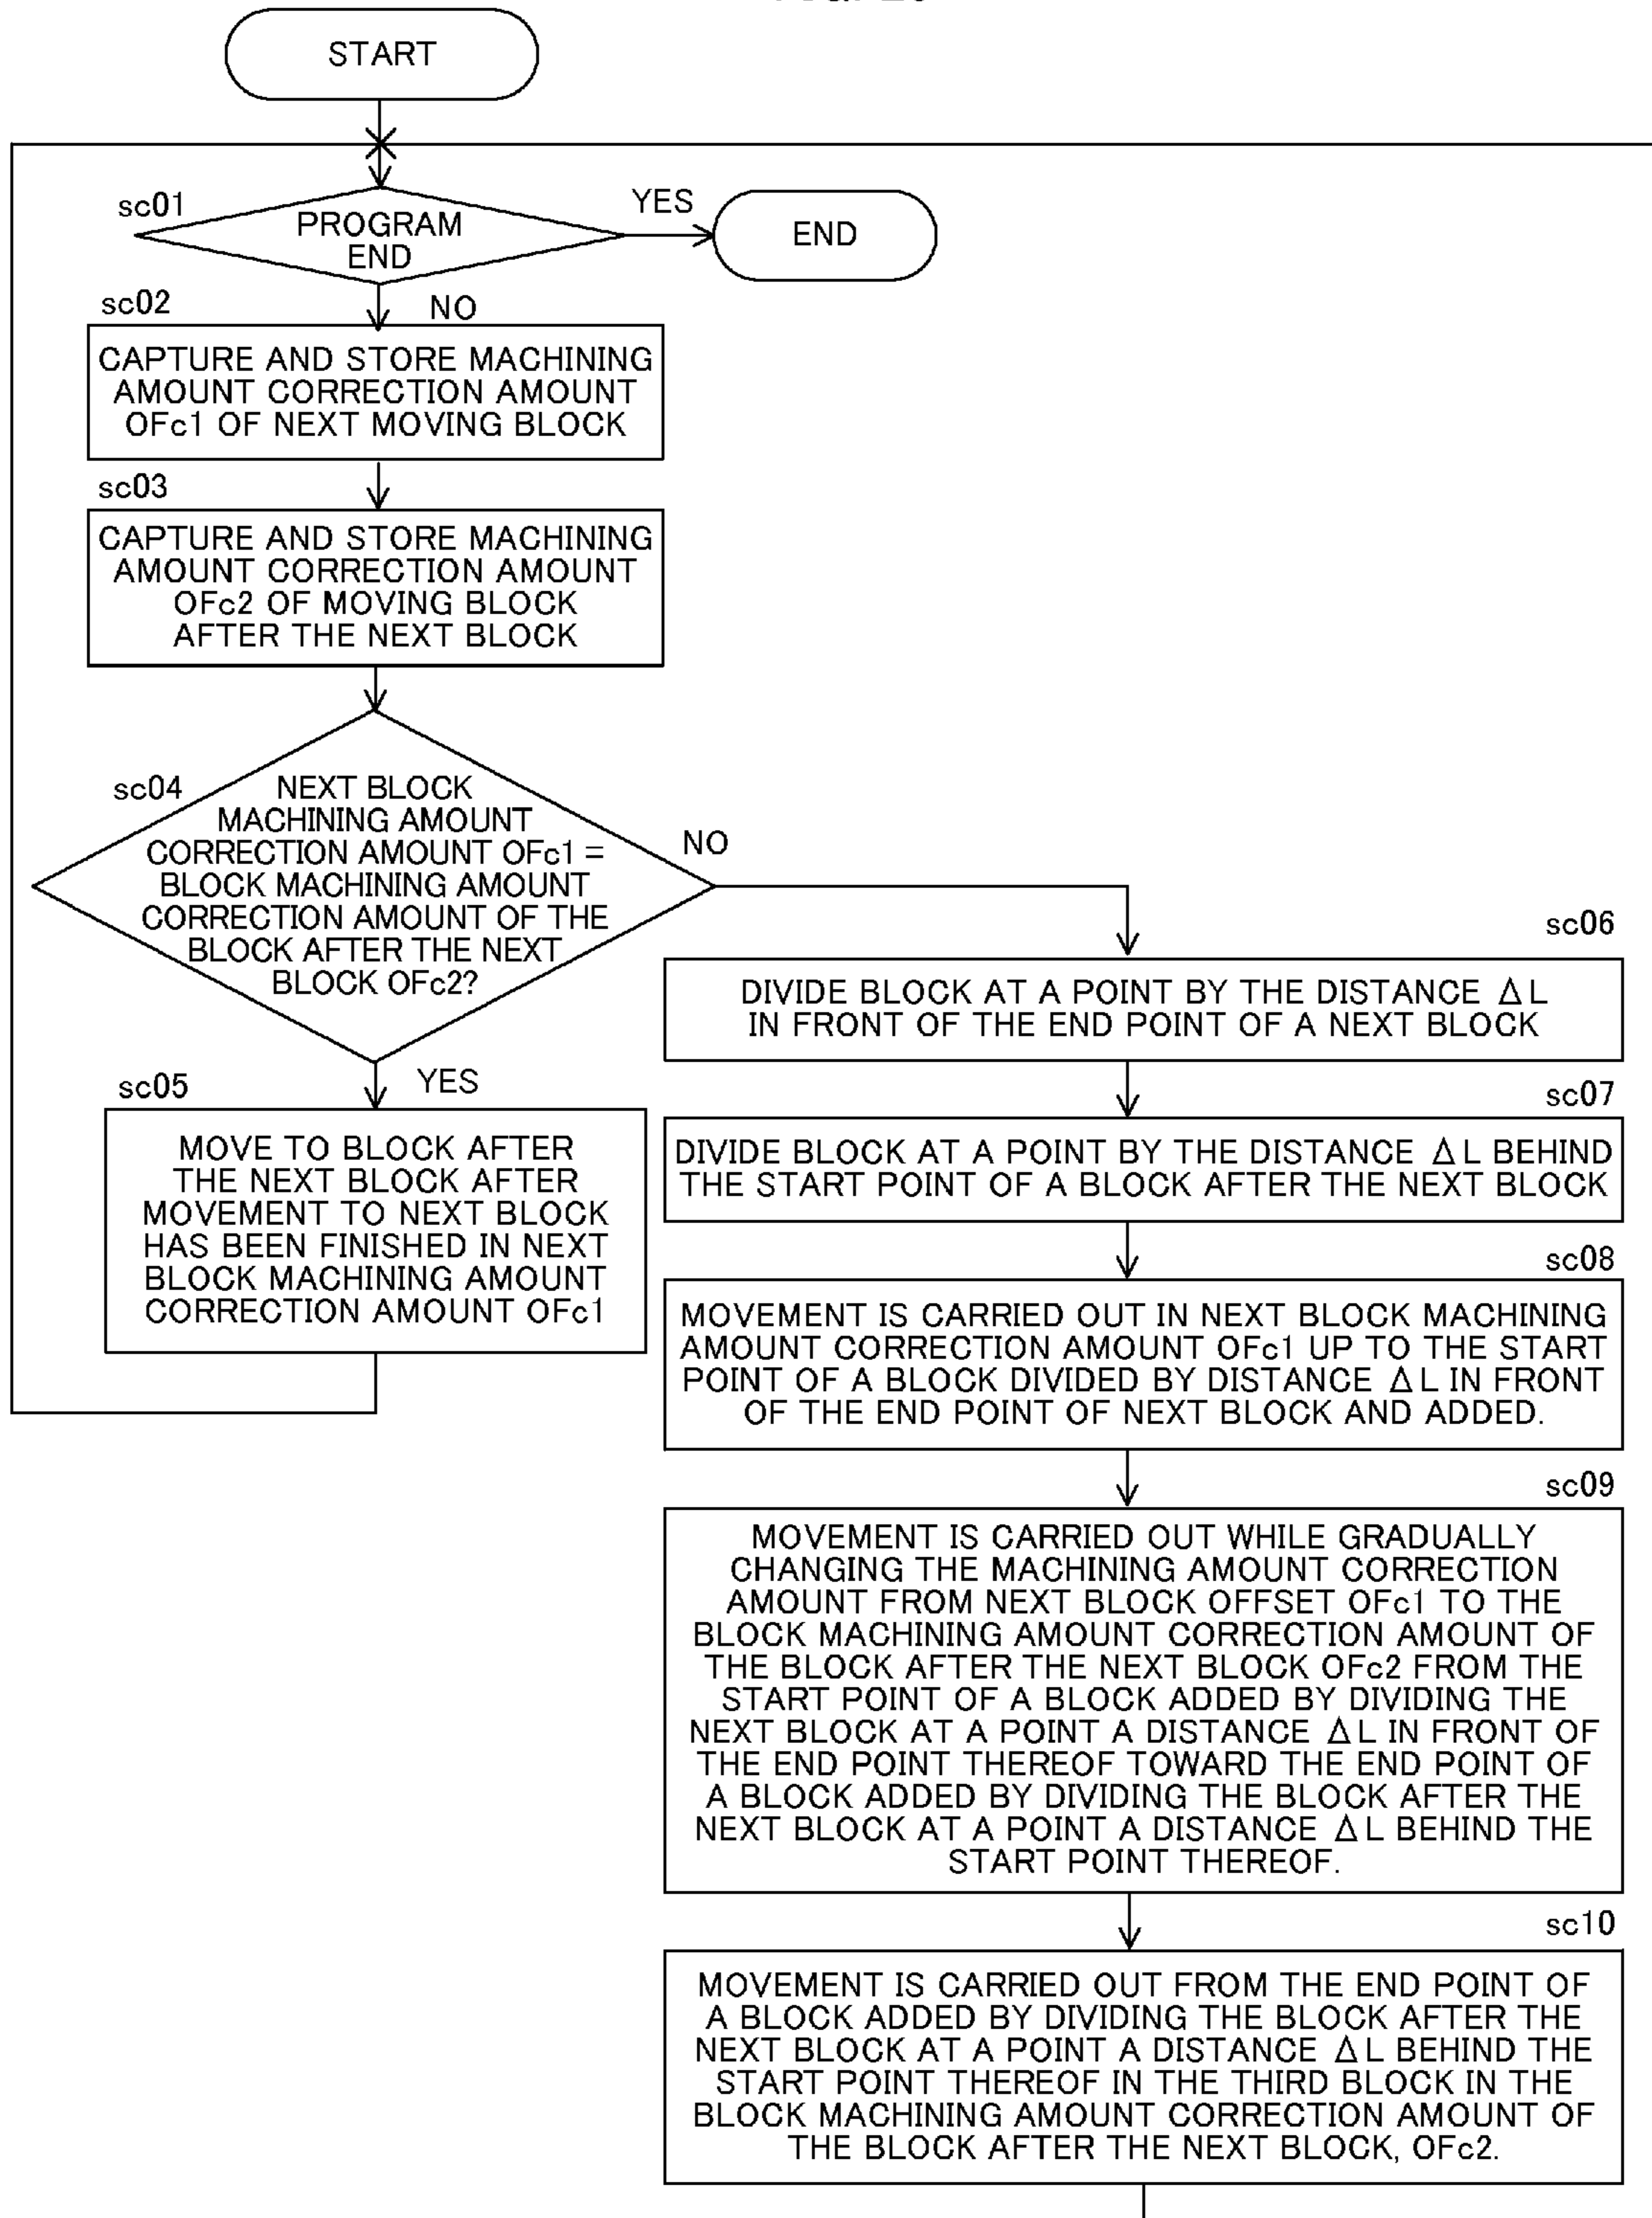 START
sc01
PROGRAM
END
YES
END
NO
sc02
CAPTURE AND STORE MACHINING
AMOUNT CORRECTION AMOUNT
OFc1 OF NEXT MOVING BLOCK
sc03
CAPTURE AND STORE MACHINING
AMOUNT CORRECTION AMOUNT
OFc2 OF MOVING BLOCK
AFTER THE NEXT BLOCK
sc04
NEXT BLOCK
MACHINING AMOUNT
CORRECTION AMOUNT OFc1 =
BLOCK MACHINING AMOUNT
CORRECTION AMOUNT OF THE
BLOCK AFTER THE NEXT
BLOCK OFc2?
NO
YES
sc05
MOVE TO BLOCK AFTER
THE NEXT BLOCK AFTER
MOVEMENT TO NEXT BLOCK
HAS BEEN FINISHED IN NEXT
BLOCK MACHINING AMOUNT
CORRECTION AMOUNT OFc1
sc06
DIVIDE BLOCK AT A POINT BY THE DISTANCE ΔL
IN FRONT OF THE END POINT OF A NEXT BLOCK
sc07
DIVIDE BLOCK AT A POINT BY THE DISTANCE ΔL BEHIND
THE START POINT OF A BLOCK AFTER THE NEXT BLOCK
sc08
MOVEMENT IS CARRIED OUT IN NEXT BLOCK MACHINING
AMOUNT CORRECTION AMOUNT OFc1 UP TO THE START
POINT OF A BLOCK DIVIDED BY DISTANCE ΔL IN FRONT
OF THE END POINT OF NEXT BLOCK AND ADDED.
sc09
MOVEMENT IS CARRIED OUT WHILE GRADUALLY
CHANGING THE MACHINING AMOUNT CORRECTION
AMOUNT FROM NEXT BLOCK OFFSET OFc1 TO THE
BLOCK MACHINING AMOUNT CORRECTION AMOUNT OF
THE BLOCK AFTER THE NEXT BLOCK OFc2 FROM THE
START POINT OF A BLOCK ADDED BY DIVIDING THE
NEXT BLOCK AT A POINT A DISTANCE ΔL IN FRONT OF
THE END POINT THEREOF TOWARD THE END POINT OF
A BLOCK ADDED BY DIVIDING THE BLOCK AFTER THE
NEXT BLOCK AT A POINT A DISTANCE ΔL BEHIND THE
START POINT THEREOF.
sc10
MOVEMENT IS CARRIED OUT FROM THE END POINT OF
A BLOCK ADDED BY DIVIDING THE BLOCK AFTER THE
NEXT BLOCK AT A POINT A DISTANCE ΔL BEHIND THE
START POINT THEREOF IN THE THIRD BLOCK IN THE
BLOCK MACHINING AMOUNT CORRECTION AMOUNT OF
THE BLOCK AFTER THE NEXT BLOCK, OFc2.